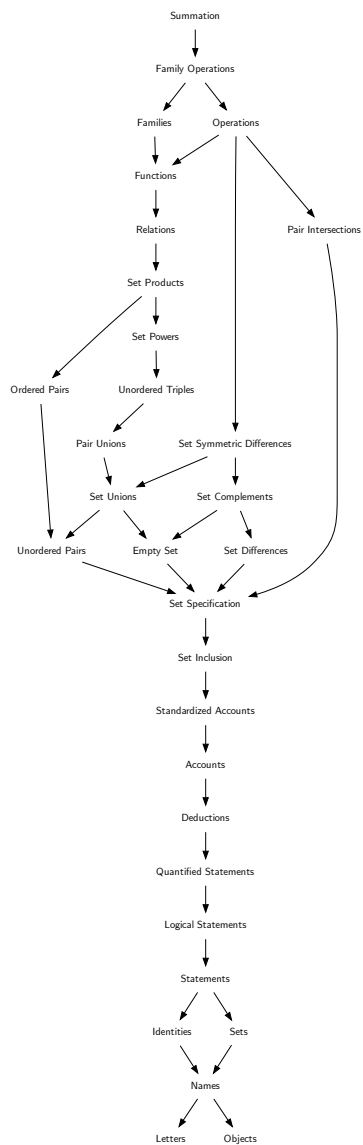 Summation
Family Operations
Families
Operations
Functions
Relations
Pair Intersections
Set Products
Set Powers
Ordered Pairs
Unordered Triples
Pair Unions
Set Symmetric Differences
Set Unions
Set Complements
Unordered Pairs
Empty Set
Set Differences
Set Specification
Set Inclusion
Standardized Accounts
Accounts
Deductions
Quantified Statements
Logical Statements
Statements
Identities
Sets
Names
Letters
Objects